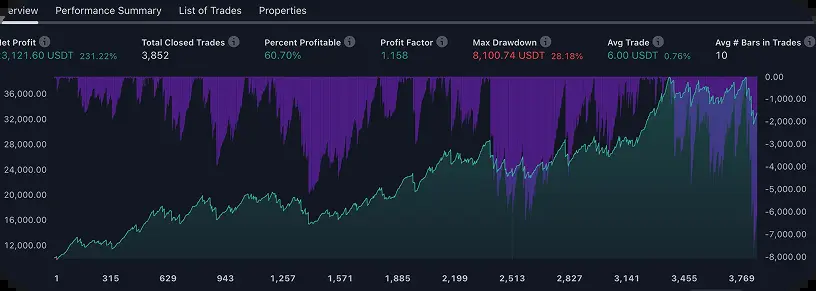 erview Performance Summary List of Trades Properties
Net Profit Total Closed Trades Percent Profitable Profit Factor Max Drawdown Avg Trade Avg # Bars in Trades
3,121.60 USDT 231.22% 3,852 60.70% 1.158 8,100.74 USDT 28.18% 6.00 USDT 0.76% 10
0.00
36,000.00 -1,000.00
32,000.00 -2,000.00
28,000.00 -3,000.00
24,000.00 -4,000.00
20,000.00 -5,000.00
16,000.00 -6,000.00
12,000.00 -7,000.00
-8,000.00
1 315 629 943 1,257 1,571 1,885 2,199 2,513 2,827 3,141 3,455 3,769